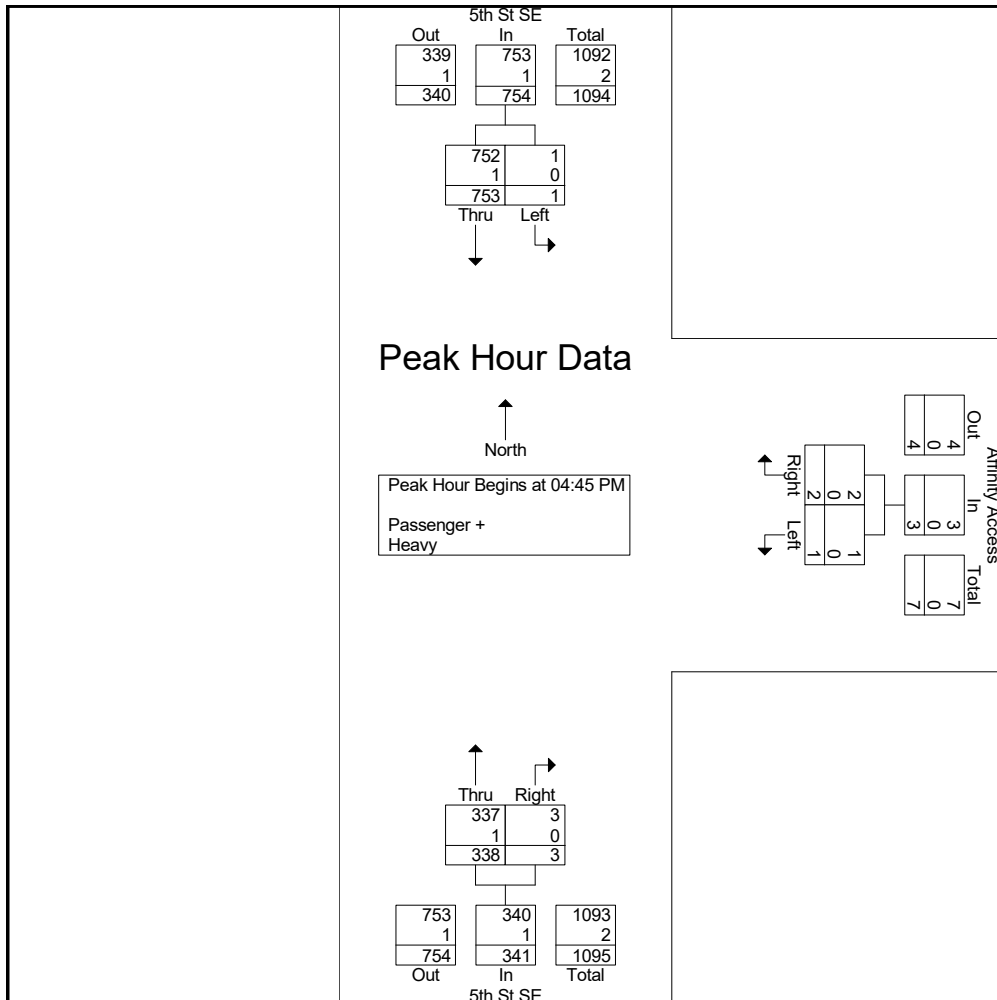 5th St SE
Out In Total
339 753 1092
1 1 2
340 754 1094
752 1
1 0
753 1
Thru Left
Peak Hour Data
North
Peak Hour Begins at 04:45 PM
Passenger +
Heavy
Affinity Access
Out In Total
4 3 7
0 0 0
4 3 7
Right Left
2 1
0 0
2 1
Thru Right
337 3
1 0
338 3
753 340 1093
1 1 2
754 341 1095
Out In Total
5th St SE